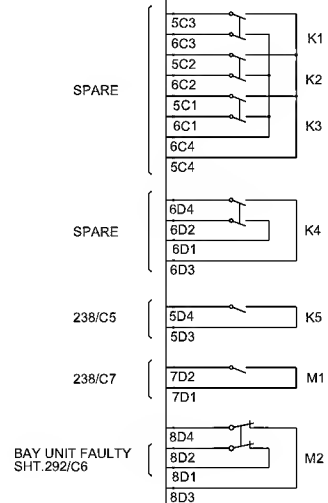 5C3
K1
6C3
5C2
K2
6C2
SPARE
5C1
K3
6C1
6C4
5C4
6D4
SPARE
K4
6D2
6D1
6D3
238/C5
5D4
K5
5D3
238/C7
7D2
M1
7D1
8D4
BAY UNIT FAULTY
SHT.292/C6
8D2
M2
8D1
8D3